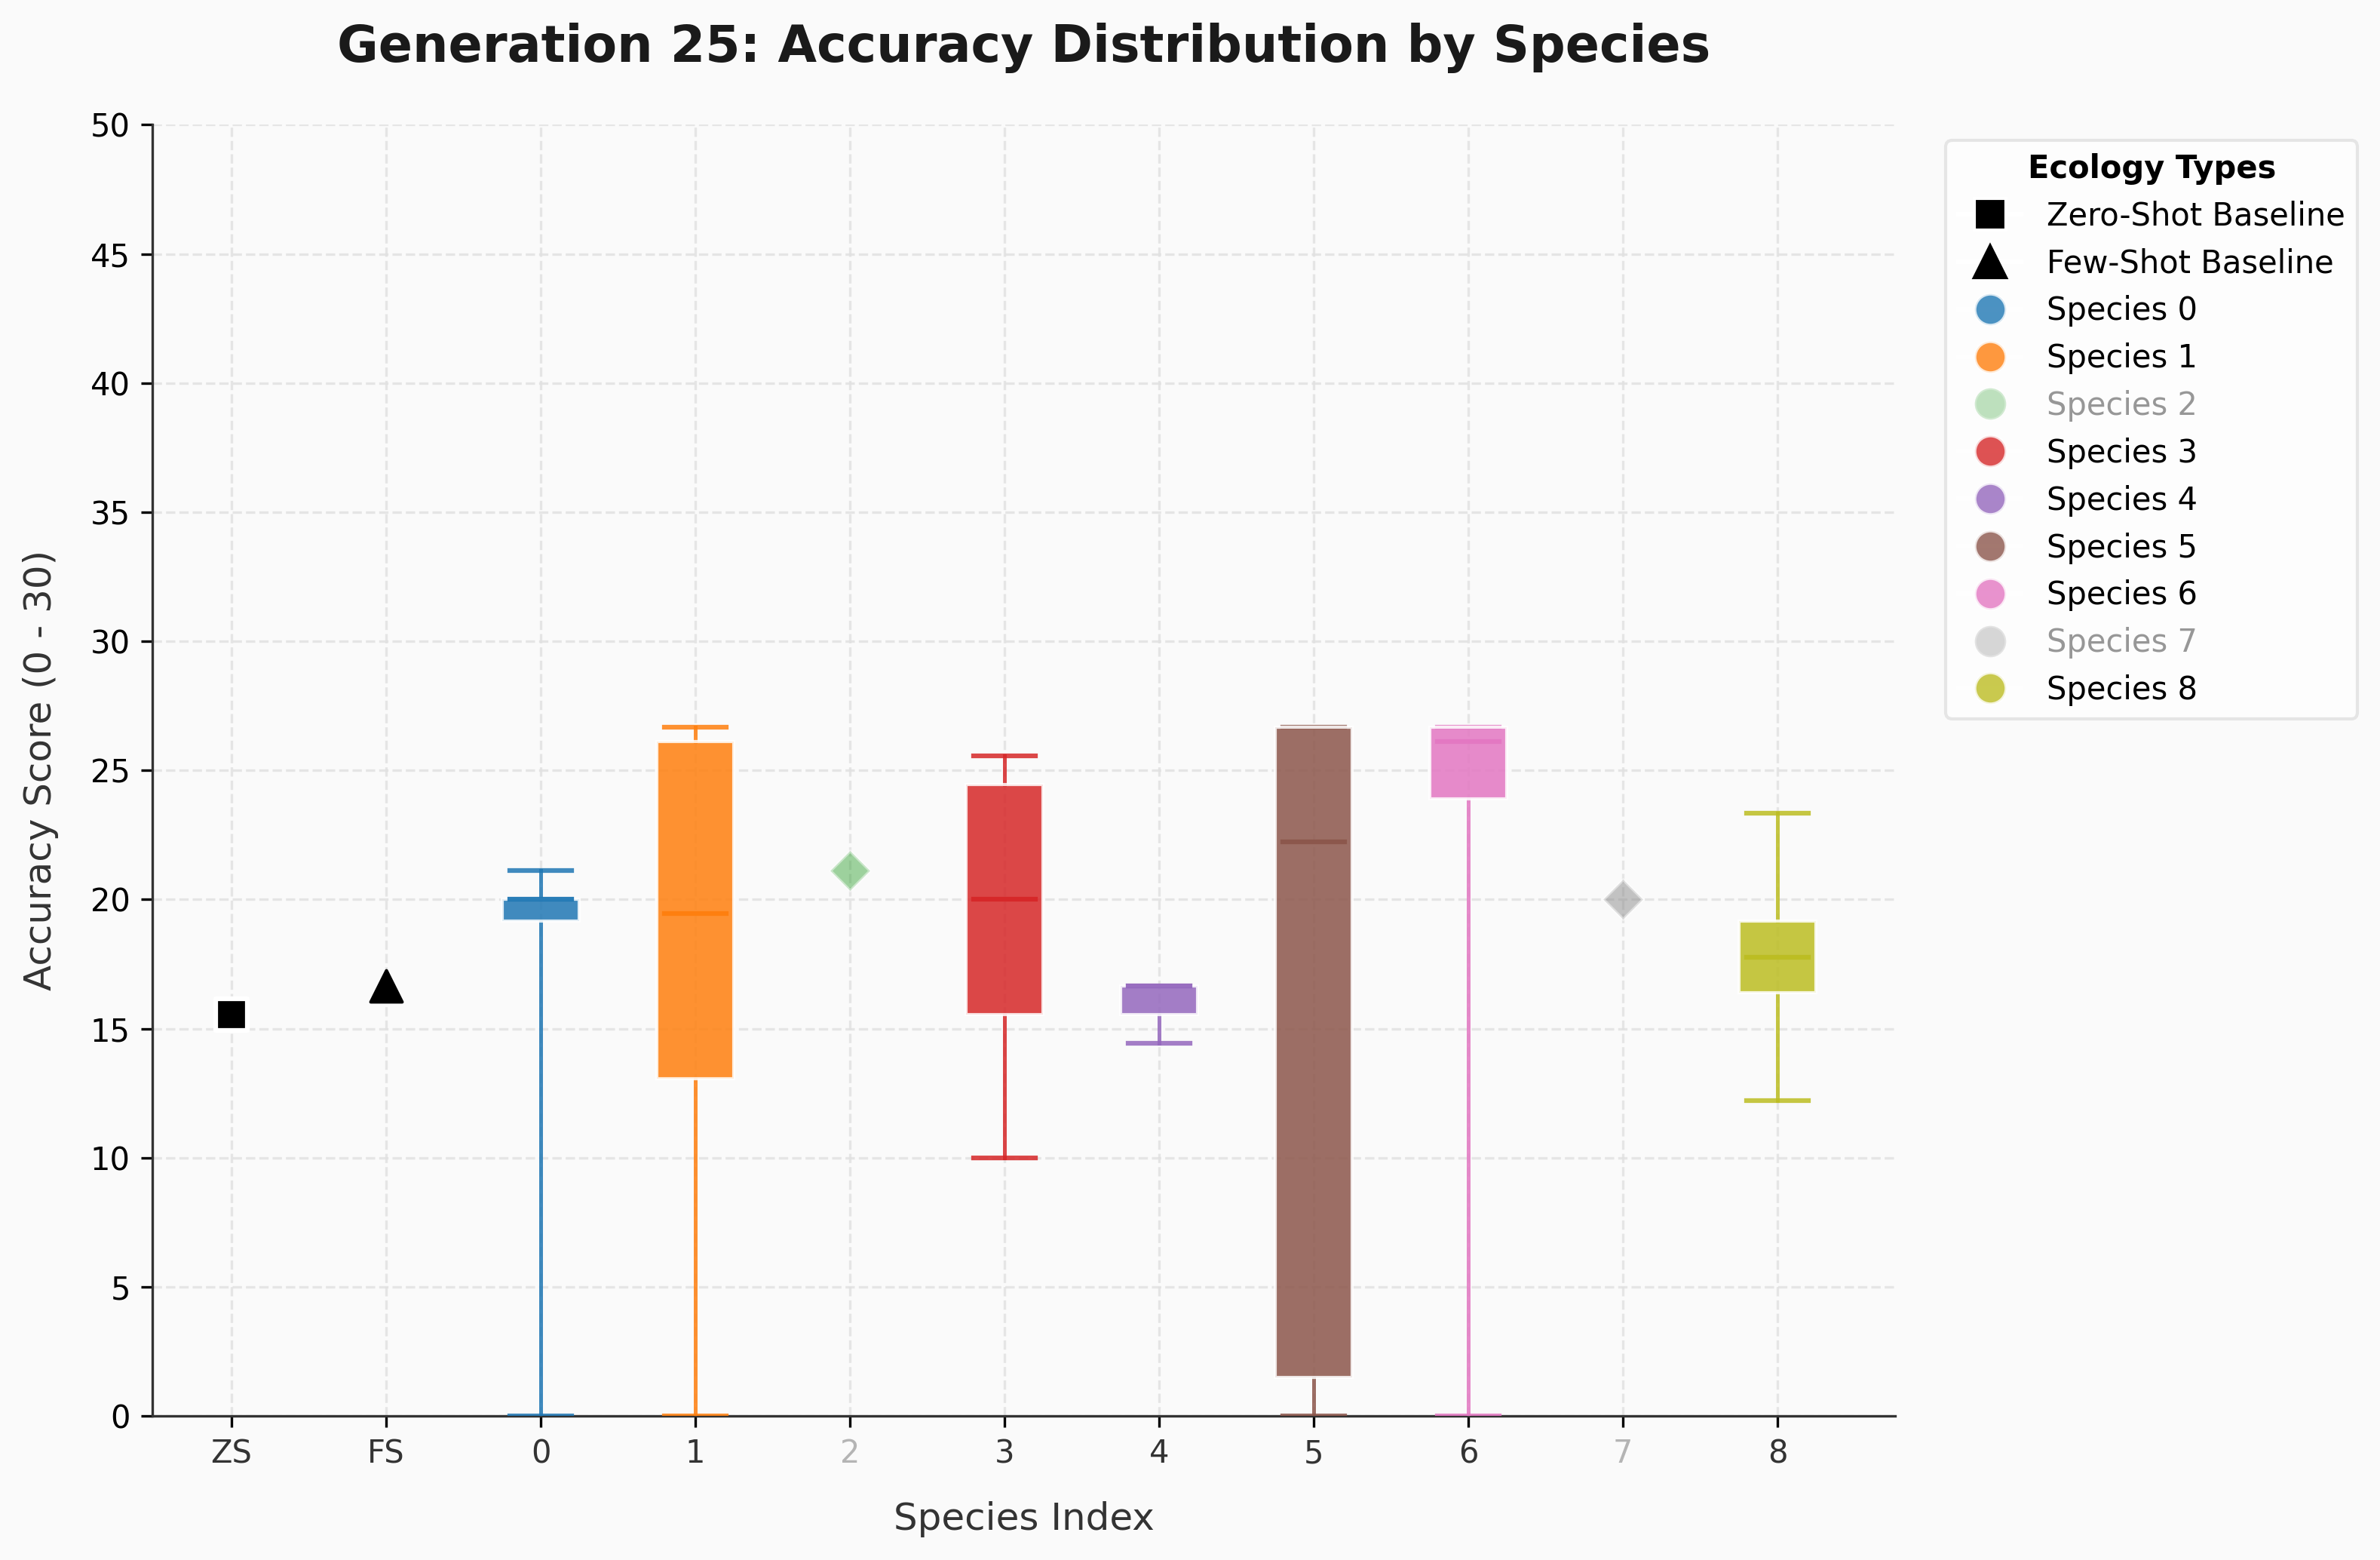 Generation 25: Accuracy Distribution by Species
Accuracy Score (0 - 30)
50
45
40
35
30
25
20
15
10
5
0
ZS FS 0 1 2 3 4 5 6 7 8
Species Index
Ecology Types
Zero-Shot Baseline
Few-Shot Baseline
Species 0
Species 1
Species 2
Species 3
Species 4
Species 5
Species 6
Species 7
Species 8